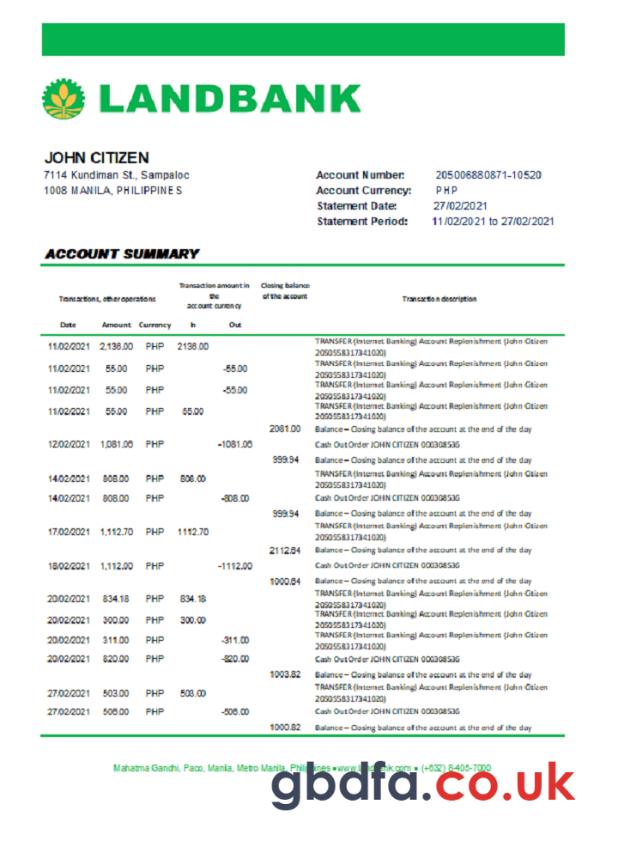 LANDBANK
JOHN CITIZEN
7114 Kundiman St., Sampaloc
1008 MANILA, PHILIPPINES
Account Number: 205006880871-10520
Account Currency: PHP
Statement Date: 27/02/2021
Statement Period: 11/02/2021 to 27/02/2021
ACCOUNT SUMMARY
Transactions, other operations
Transaction amount in
the
account currency
Closing balance
of the account
Transaction description
Date Amount Currency In Out
11/02/2021 2,136.00 PHP 2136.00 TRANSFER (Internet Banking) Account Replenishment (John Citizen
2050558317341020)
11/02/2021 55.00 PHP -55.00 TRANSFER (Internet Banking) Account Replenishment (John Citizen
2050558317341020)
11/02/2021 55.00 PHP -55.00 TRANSFER (Internet Banking) Account Replenishment (John Citizen
2050558317341020)
11/02/2021 55.00 PHP 55.00 TRANSFER (Internet Banking) Account Replenishment (John Citizen
2050558317341020)
2081.00 Balance – Closing balance of the account at the end of the day
12/02/2021 1,081.06 PHP -1081.06 Cash Out Order JOHN CITIZEN 000308536
999.94 Balance – Closing balance of the account at the end of the day
14/02/2021 808.00 PHP 808.00 TRANSFER (Internet Banking) Account Replenishment (John Citizen
2050558317341020)
14/02/2021 808.00 PHP -808.00 Cash Out Order JOHN CITIZEN 000308536
999.94 Balance – Closing balance of the account at the end of the day
17/02/2021 1,112.70 PHP 1112.70 TRANSFER (Internet Banking) Account Replenishment (John Citizen
2050558317341020)
2112.64 Balance – Closing balance of the account at the end of the day
18/02/2021 1,112.00 PHP -1112.00 Cash Out Order JOHN CITIZEN 000308536
1000.64 Balance – Closing balance of the account at the end of the day
20/02/2021 834.18 PHP 834.18 TRANSFER (Internet Banking) Account Replenishment (John Citizen
2050558317341020)
20/02/2021 300.00 PHP 300.00 TRANSFER (Internet Banking) Account Replenishment (John Citizen
2050558317341020)
20/02/2021 311.00 PHP -311.00 TRANSFER (Internet Banking) Account Replenishment (John Citizen
2050558317341020)
20/02/2021 820.00 PHP -820.00 Cash Out Order JOHN CITIZEN 000308536
1003.82 Balance – Closing balance of the account at the end of the day
27/02/2021 503.00 PHP 503.00 TRANSFER (Internet Banking) Account Replenishment (John Citizen
2050558317341020)
27/02/2021 506.00 PHP -506.00 Cash Out Order JOHN CITIZEN 000308536
1000.82 Balance – Closing balance of the account at the end of the day
Mahatma Gandhi, Paco, Manila, Metro Manila, Philippines • www.landbank.com • (+632) 8-405-7000
gbdfa.co.uk